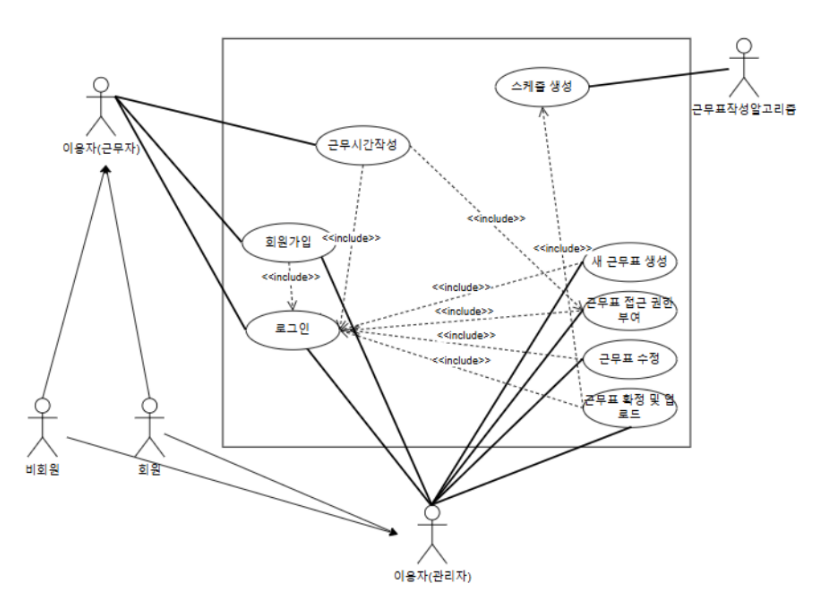 스케줄 생성
근무표작성알고리즘
이용자(근무자)
근무시간작성
<<include>>
회원가입
<<include>>
<<include>>
새 근무표 생성
<<include>>
<<include>>
근무표 접근 권한
부여
<<include>>
로그인
<<include>>
근무표 수정
<<include>>
근무표 확정 및 업
로드
비회원
회원
이용자(관리자)